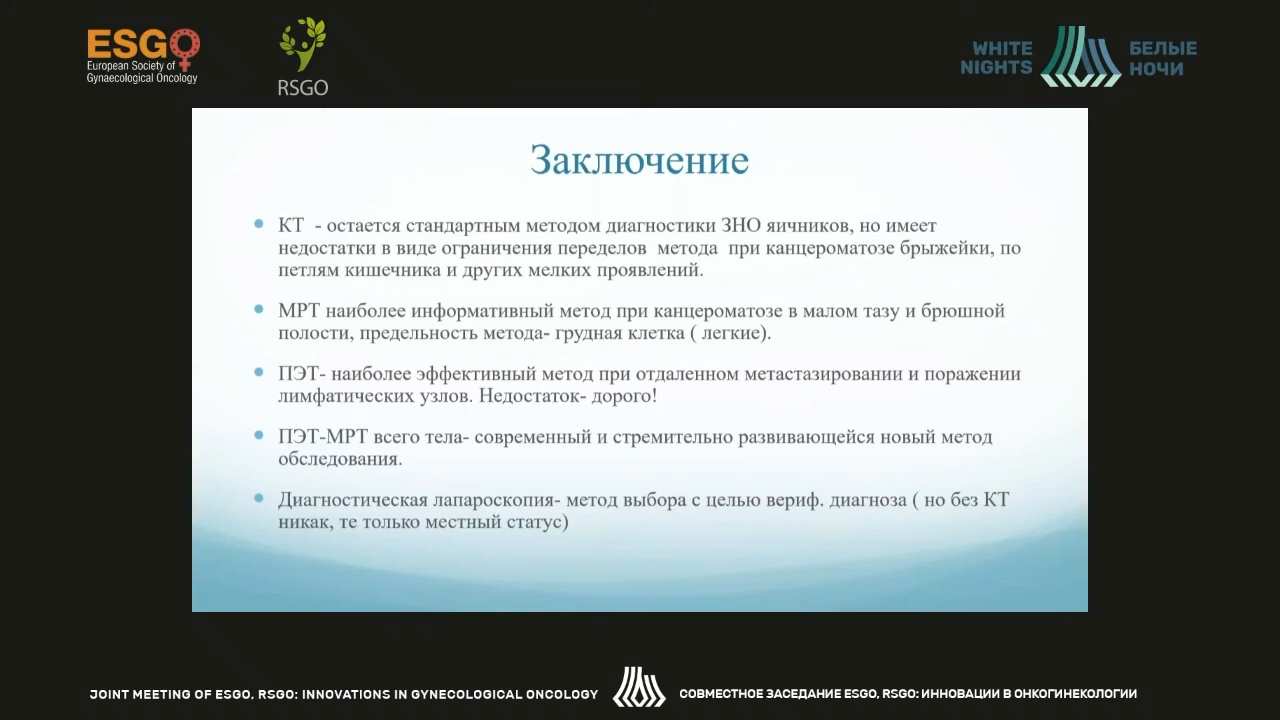 ESGO
European Society of
Gynaecological Oncology
RSGO
WHITE
NIGHTS
БЕЛЫЕ
НОЧИ
Заключение
КТ - остается стандартным методом диагностики ЗНО яичников, но имеет
недостатки в виде ограничения переделов метода при канцероматозе брыжейки, по
петлям кишечника и других мелких проявлений.
МРТ наиболее информативный метод при канцероматозе в малом тазу и брюшной
полости, предельность метода- грудная клетка ( легкие).
ПЭТ- наиболее эффективный метод при отдаленном метастазировании и поражении
лимфатических узлов. Недостаток- дорого!
ПЭТ-МРТ всего тела- современный и стремительно развивающейся новый метод
обследования.
Диагностическая лапароскопия- метод выбора с целью вериф. диагноза ( но без КТ
никак, те только местный статус)
JOINT MEETING OF ESGO, RSGO: INNOVATIONS IN GYNECOLOGICAL ONCOLOGY
СОВМЕСТНОЕ ЗАСЕДАНИЕ ESGO, RSGO: ИННОВАЦИИ В ОНКОГИНЕКОЛОГИИ